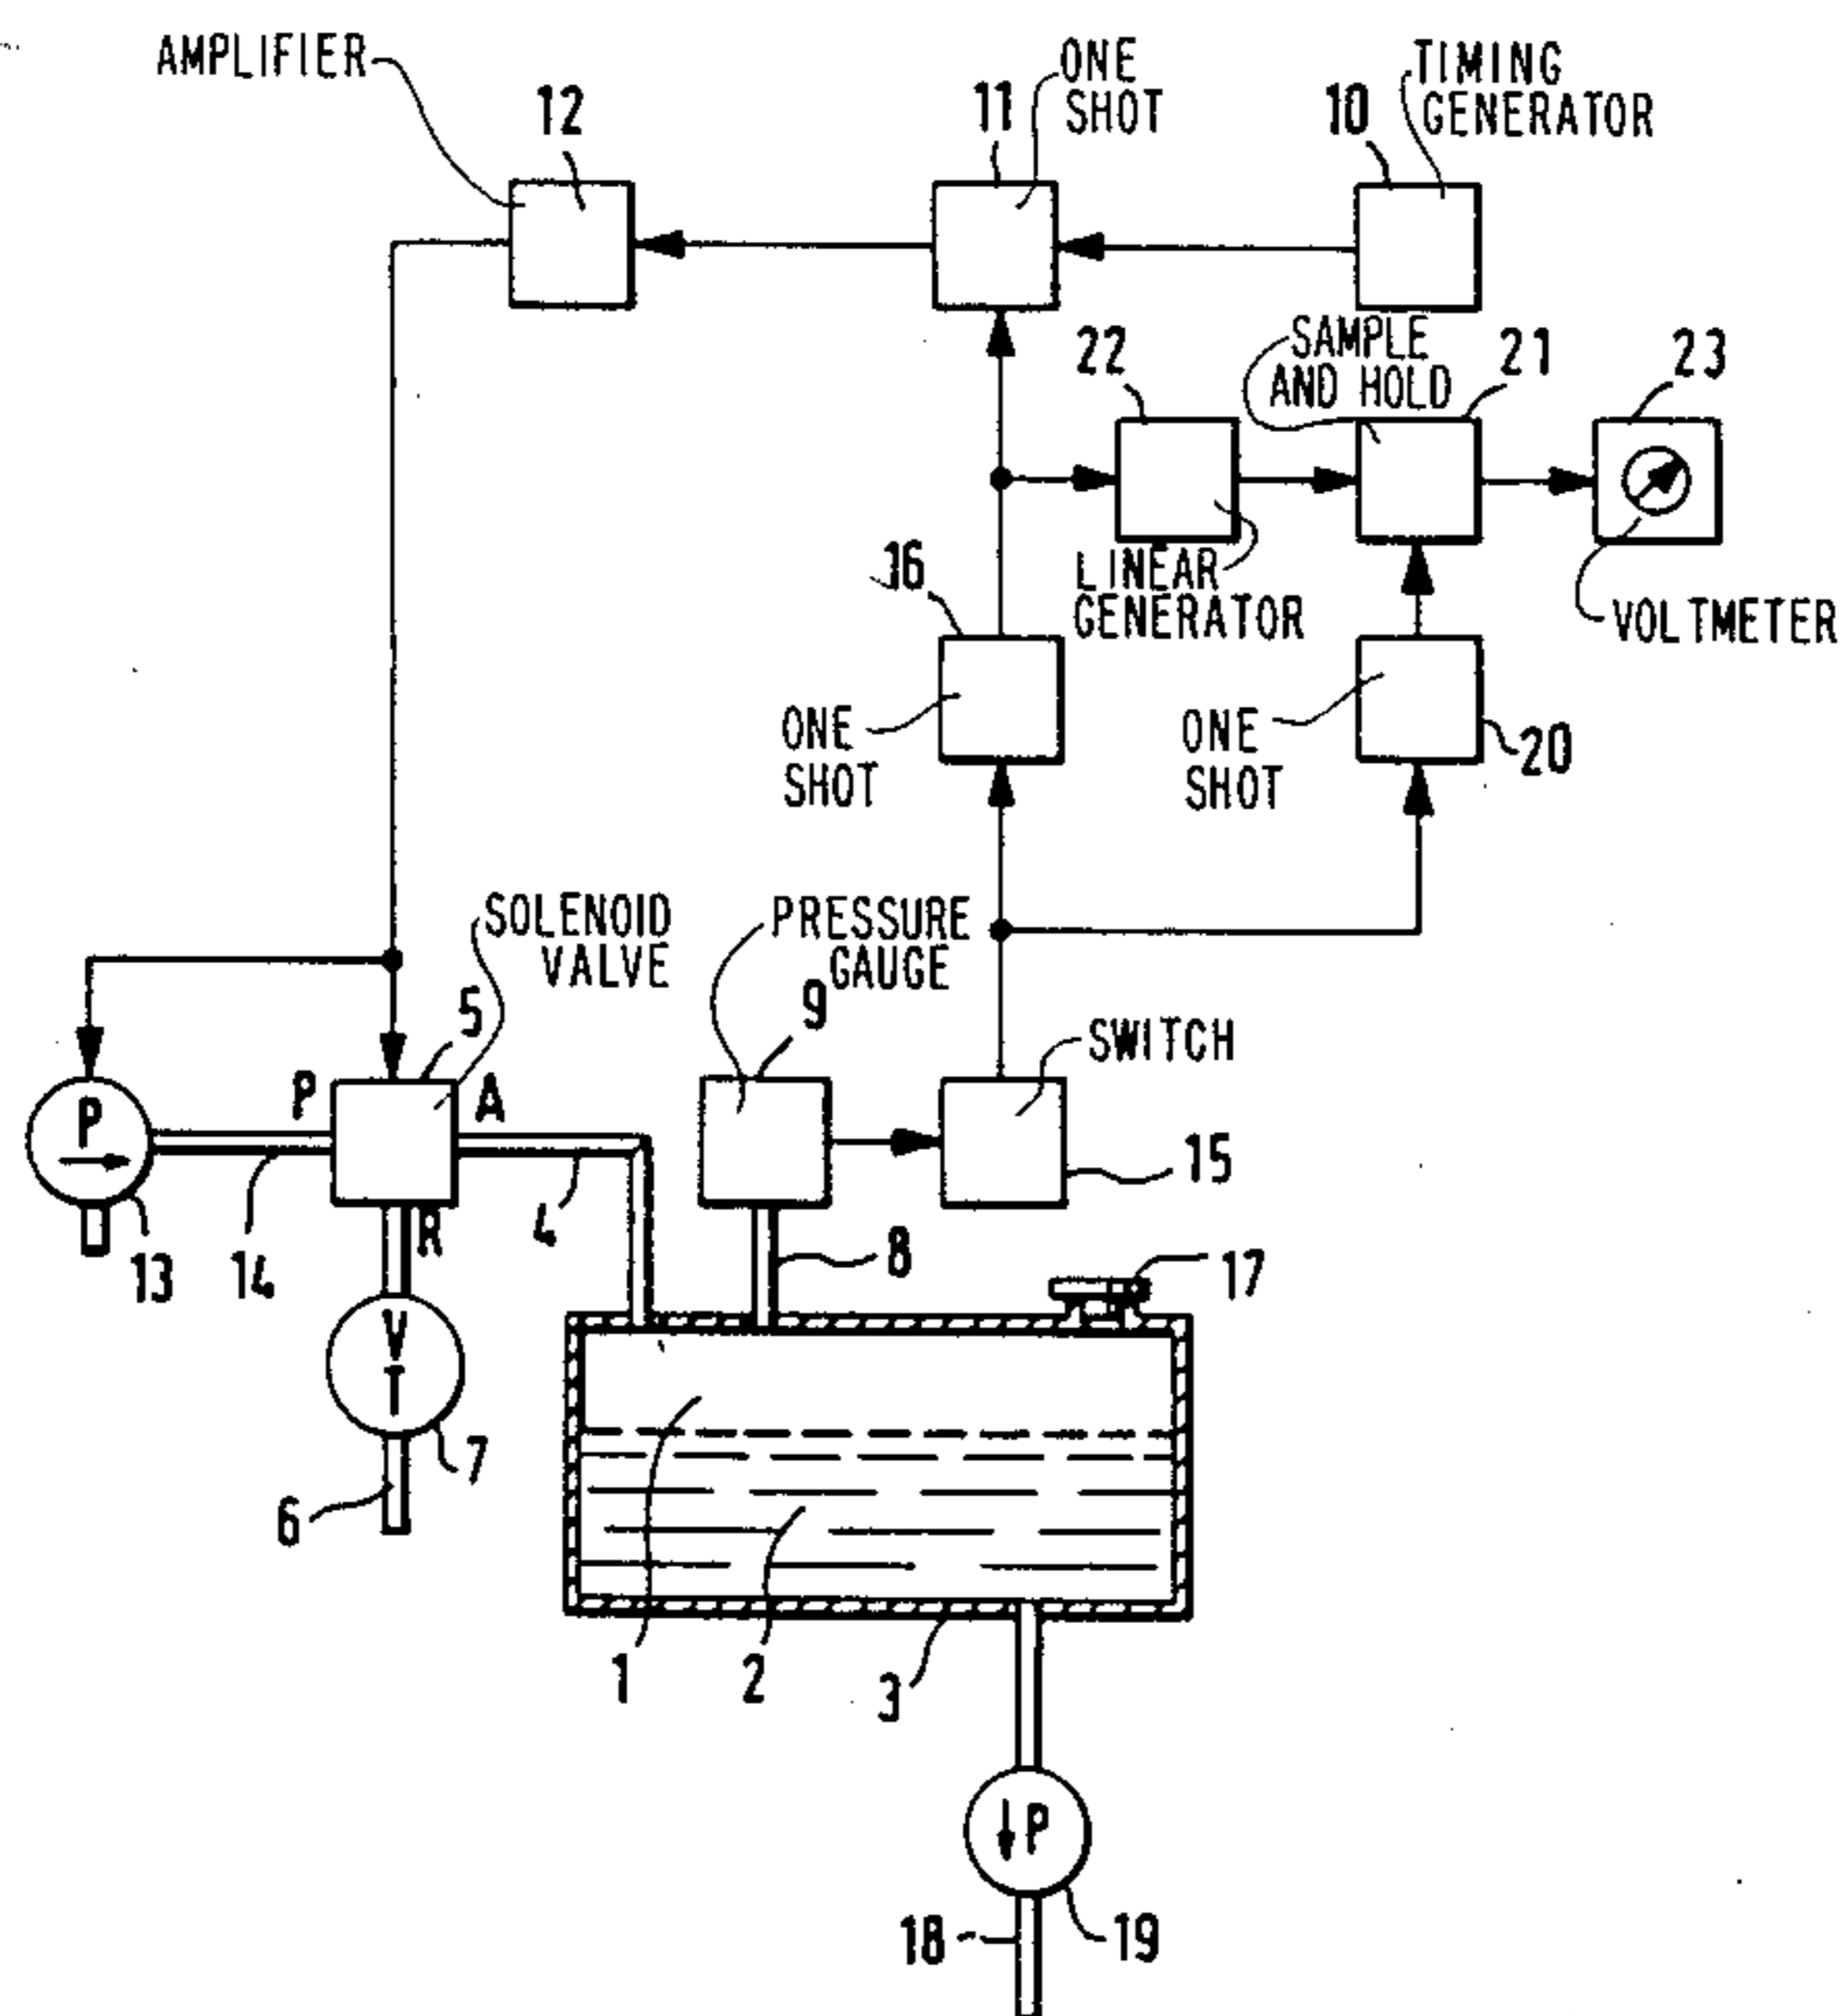 AMPLIFIER
12
11
ONE
SHOT
10
TIMING
GENERATOR
22
SAMPLE
AND HOLD
21
23
16
LINEAR
GENERATOR
VOLTMETER
ONE
SHOT
ONE
SHOT
20
SOLENOID
VALVE
PRESSURE
GAUGE
5
9
SWITCH
P
P
A
15
R
4
13
14
8
17
V
T
7
6
1
2
3
P
18
19